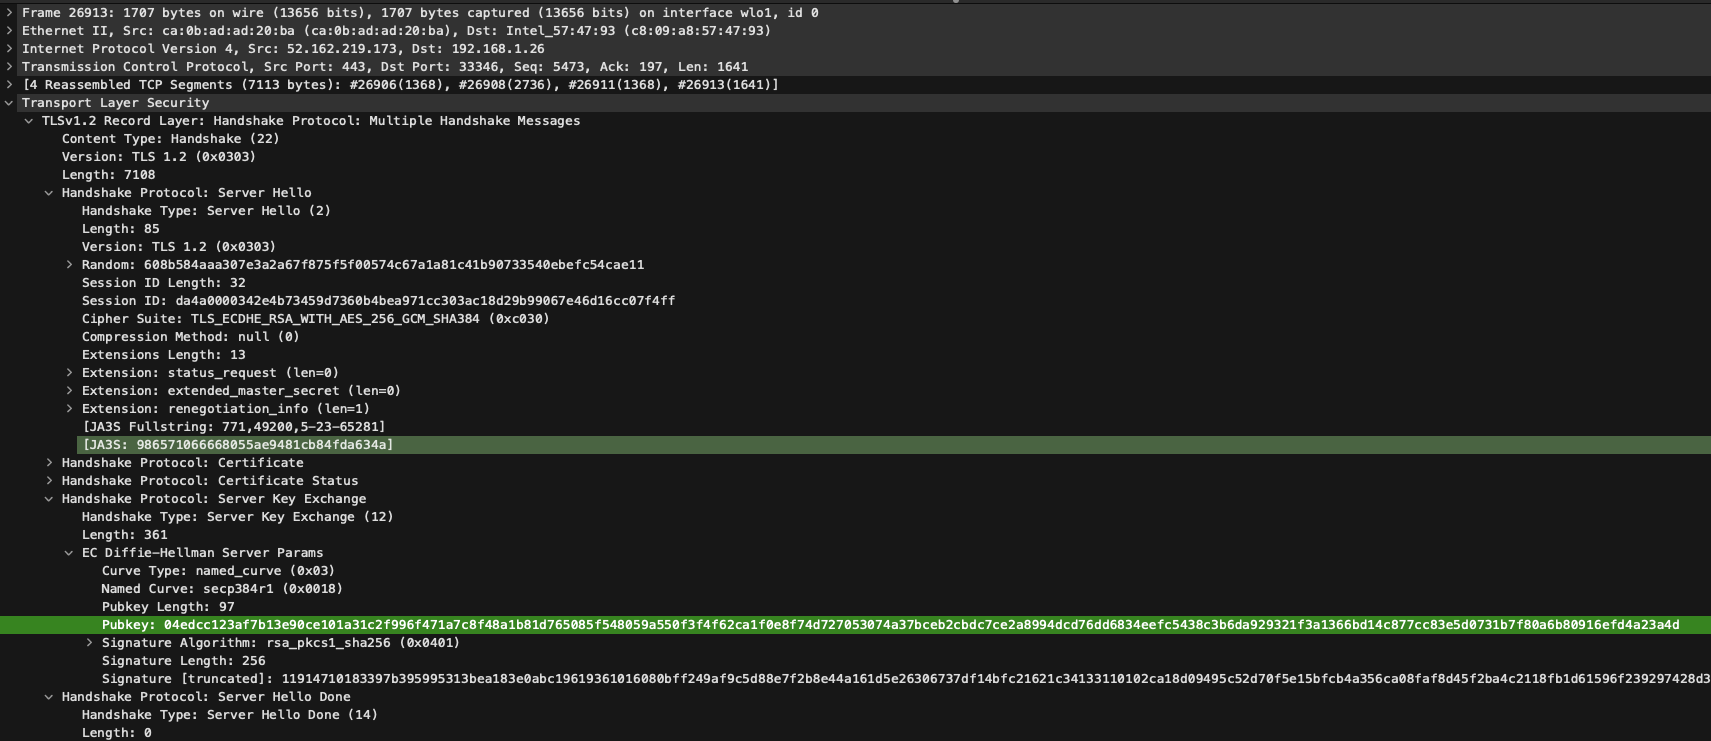 Frame 26913: 1707 bytes on wire (13656 bits), 1707 bytes captured (13656 bits) on interface wlo1, id 0
Ethernet II, Src: ca:0b:ad:ad:20:ba (ca:0b:ad:ad:20:ba), Dst: Intel_57:47:93 (c8:09:a8:57:47:93)
Internet Protocol Version 4, Src: 52.162.219.173, Dst: 192.168.1.26
Transmission Control Protocol, Src Port: 443, Dst Port: 33346, Seq: 5473, Ack: 197, Len: 1641
[4 Reassembled TCP Segments (7113 bytes): #26906(1368), #26908(2736), #26911(1368), #26913(1641)]
Transport Layer Security
TLSv1.2 Record Layer: Handshake Protocol: Multiple Handshake Messages
Content Type: Handshake (22)
Version: TLS 1.2 (0x0303)
Length: 7108
Handshake Protocol: Server Hello
Handshake Type: Server Hello (2)
Length: 85
Version: TLS 1.2 (0x0303)
Random: 608b584aaa307e3a2a67f875f5f00574c67a1a81c41b90733540ebefc54cae11
Session ID Length: 32
Session ID: da4a0000342e4b73459d7360b4bea971cc303ac18d29b99067e46d16cc07f4ff
Cipher Suite: TLS_ECDHE_RSA_WITH_AES_256_GCM_SHA384 (0xc030)
Compression Method: null (0)
Extensions Length: 13
Extension: status_request (len=0)
Extension: extended_master_secret (len=0)
Extension: renegotiation_info (len=1)
[JA3S Fullstring: 771,49200,5-23-65281]
[JA3S: 986571066668055ae9481cb84fda634a]
Handshake Protocol: Certificate
Handshake Protocol: Certificate Status
Handshake Protocol: Server Key Exchange
Handshake Type: Server Key Exchange (12)
Length: 361
EC Diffie-Hellman Server Params
Curve Type: named_curve (0x03)
Named Curve: secp384r1 (0x0018)
Pubkey Length: 97
Pubkey: 04edcc123af7b13e90ce101a31c2f996f471a7c8f48a1b81d765085f548059a550f3f4f62ca1f0e8f74d727053074a37bceb2cbdc7ce2a8994dcd76dd6834eefc5438c3b6da929321f3a1366bd14c877cc83e5d0731b7f80a6b80916efd4a23a4d
Signature Algorithm: rsa_pkcs1_sha256 (0x0401)
Signature Length: 256
Signature [truncated]: 11914710183397b395995313bea183e0abc19619361016080bff249af9c5d88e7f2b8e44a161d5e26306737df14bfc21621c34133110102ca18d09495c52d70f5e15bfcb4a356ca08faf8d45f2ba4c2118fb1d61596f239297428d3
Handshake Protocol: Server Hello Done
Handshake Type: Server Hello Done (14)
Length: 0